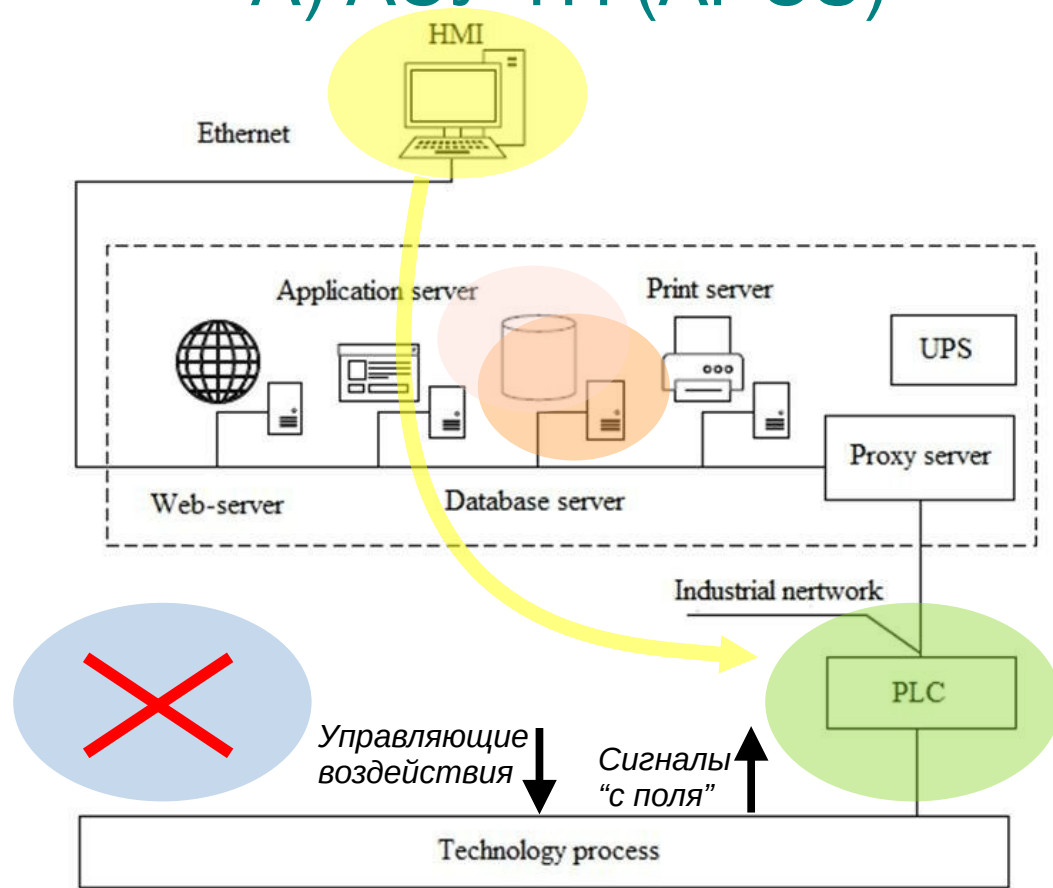 HMI
Ethernet
Application server
Print server
UPS
Proxy server
Web-server
Database server
Industrial nertwork
PLC
Управляющие
воздействия
Сигналы
“с поля”
Technology process